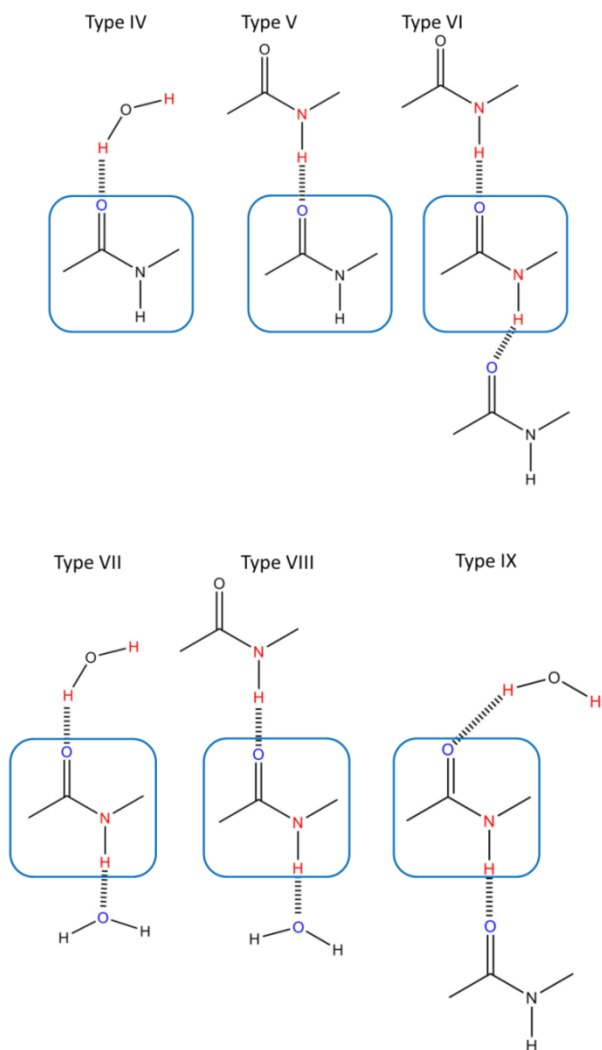 Type IV Type V Type VI
O O
O H N N
H H H
O O O
N N N
H H H
O
N
H
Type VII Type VIII Type IX
O
H N
O H O
H H H
O O O
N N N
H H H
O O O
H H H H N
H